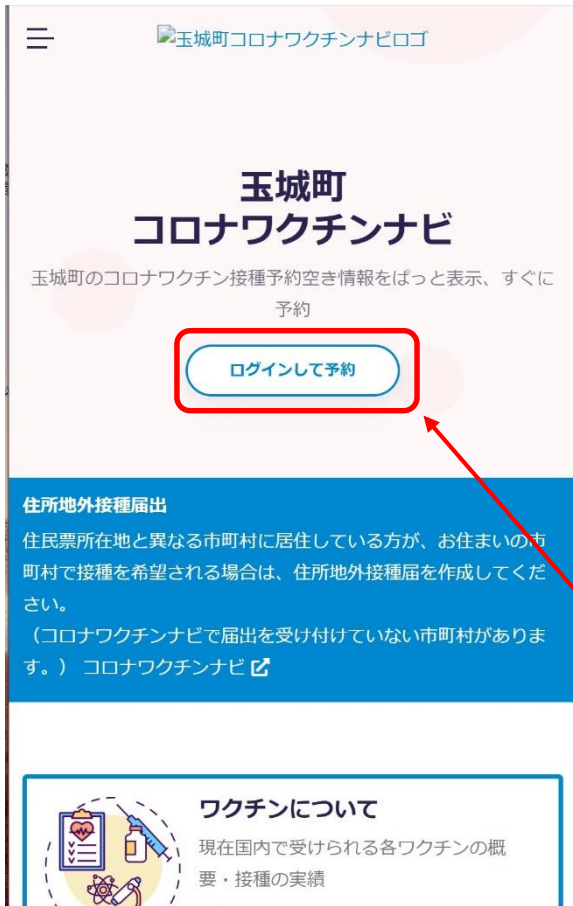 玉城町コロナワクチンナビロゴ
玉城町
コロナワクチンナビ
玉城町のコロナワクチン接種予約空き情報をぱっと表示、すぐに
予約
ログインして予約
住所地外接種届出
住民票所在地と異なる市町村に居住している方が、お住まいの市
町村で接種を希望される場合は、住所地外接種届を作成してくだ
さい。
（コロナワクチンナビで届出を受け付けていない市町村がありま
す。） コロナワクチンナビ
ワクチンについて
現在国内で受けられる各ワクチンの概
要・接種の実績